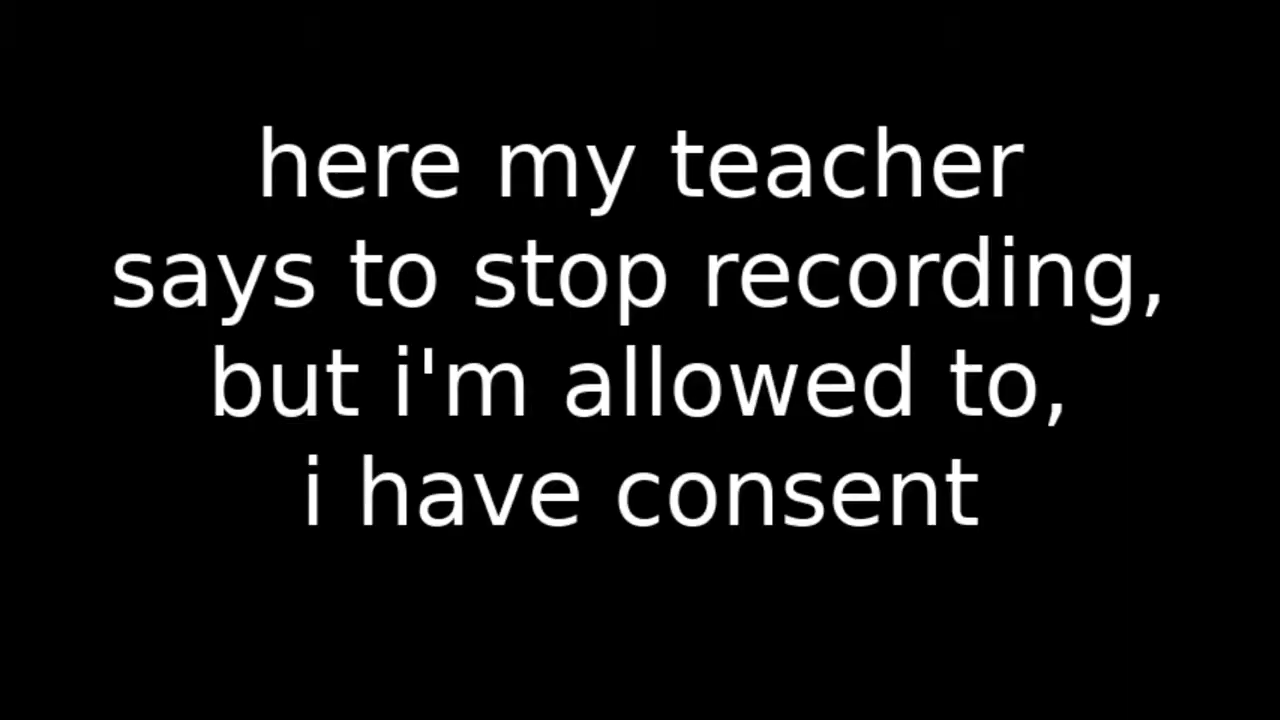 here my teacher
says to stop recording,
but i'm allowed to,
i have consent